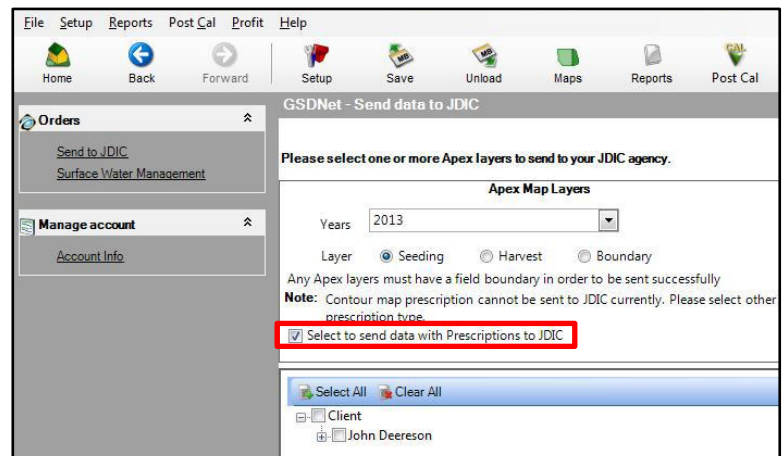 File Setup Reports Post Cal Profit Help
Home Back Forward Setup Save Unload Maps Reports Post Cal
GSDNet - Send data to JDIC
Orders
Send to JDIC
Surface Water Management
Manage account
Account Info
Please select one or more Apex layers to send to your JDIC agency.
Apex Map Layers
Years 2013
Layer Seeding Harvest Boundary
Any Apex layers must have a field boundary in order to be sent successfully
Note: Contour map prescription cannot be sent to JDIC currently. Please select other
prescription type.
Select to send data with Prescriptions to JDIC
Select All Clear All
Client
John Deereson